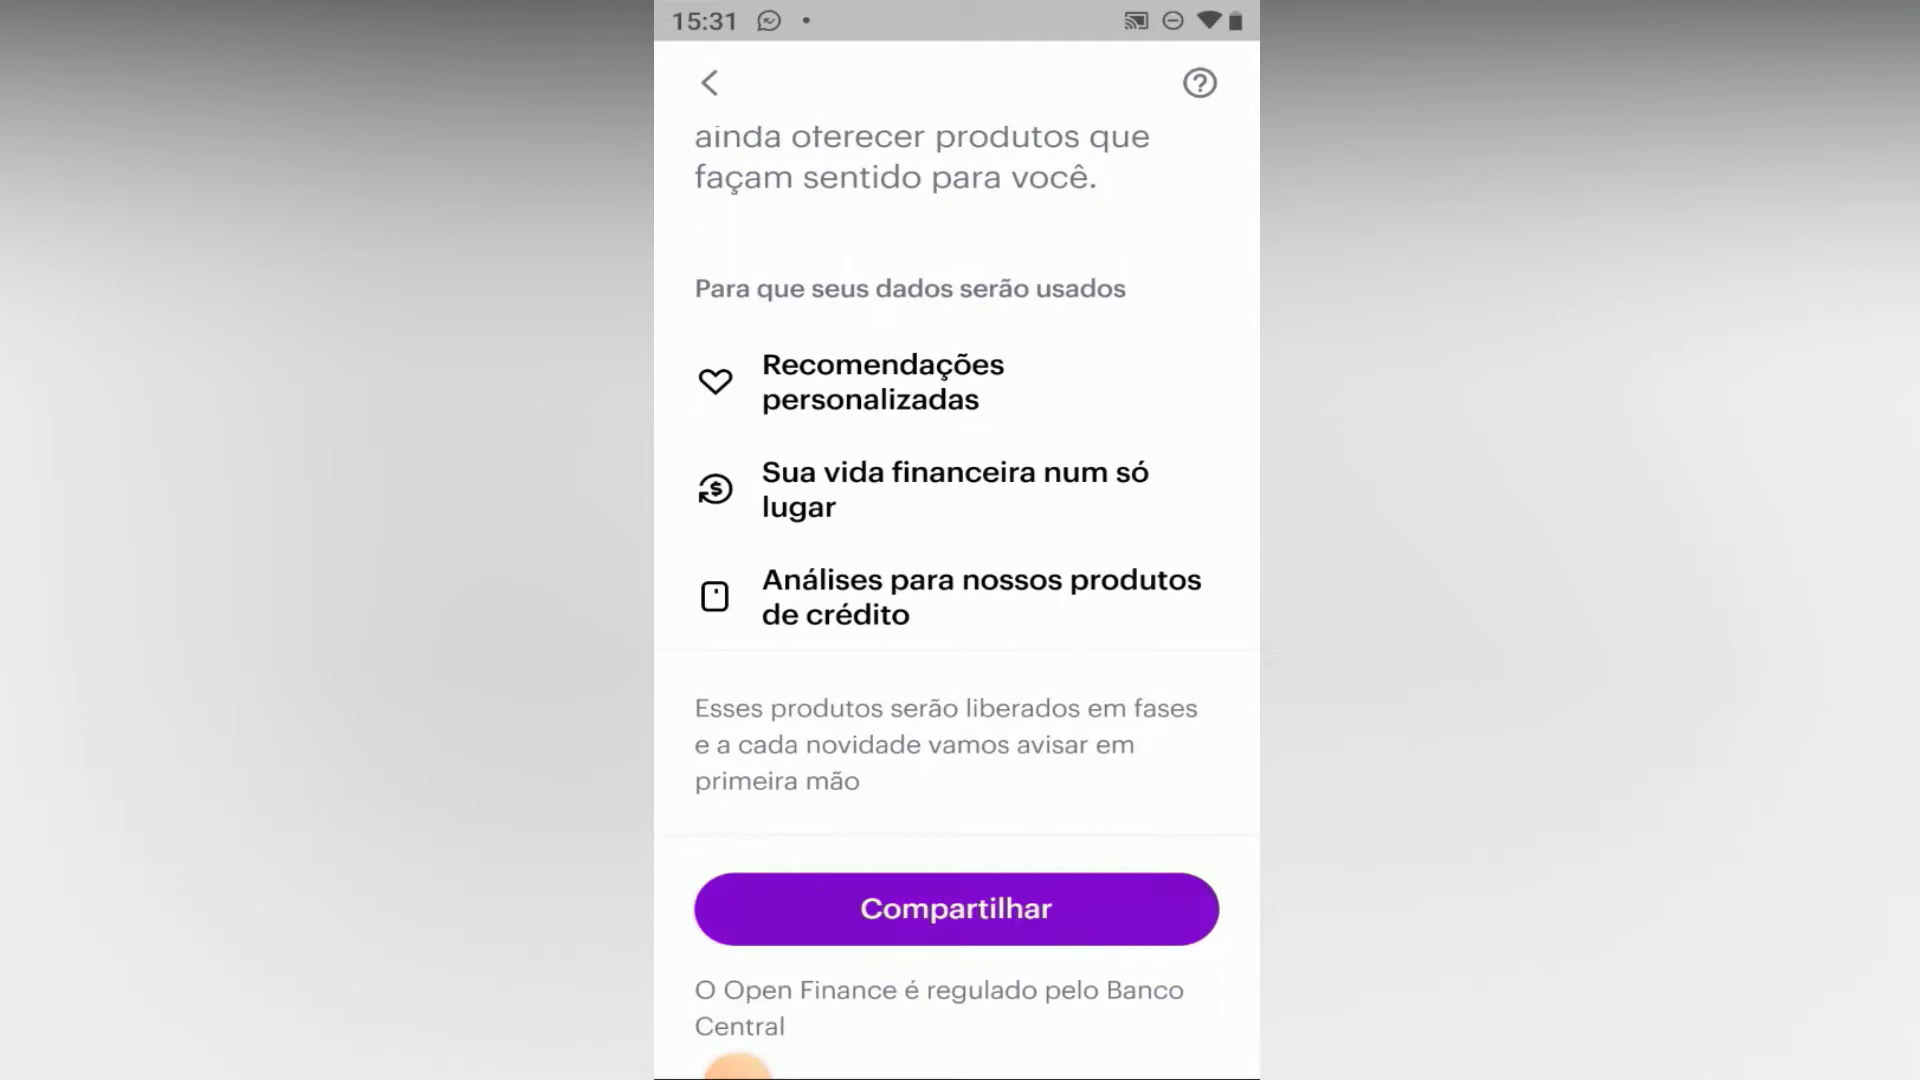 15:31
ainda oferecer produtos que
façam sentido para você.
Para que seus dados serão usados
Recomendações
personalizadas
Sua vida financeira num só
lugar
Análises para nossos produtos
de crédito
Esses produtos serão liberados em fases
e a cada novidade vamos avisar em
primeira mão
Compartilhar
O Open Finance é regulado pelo Banco
Central